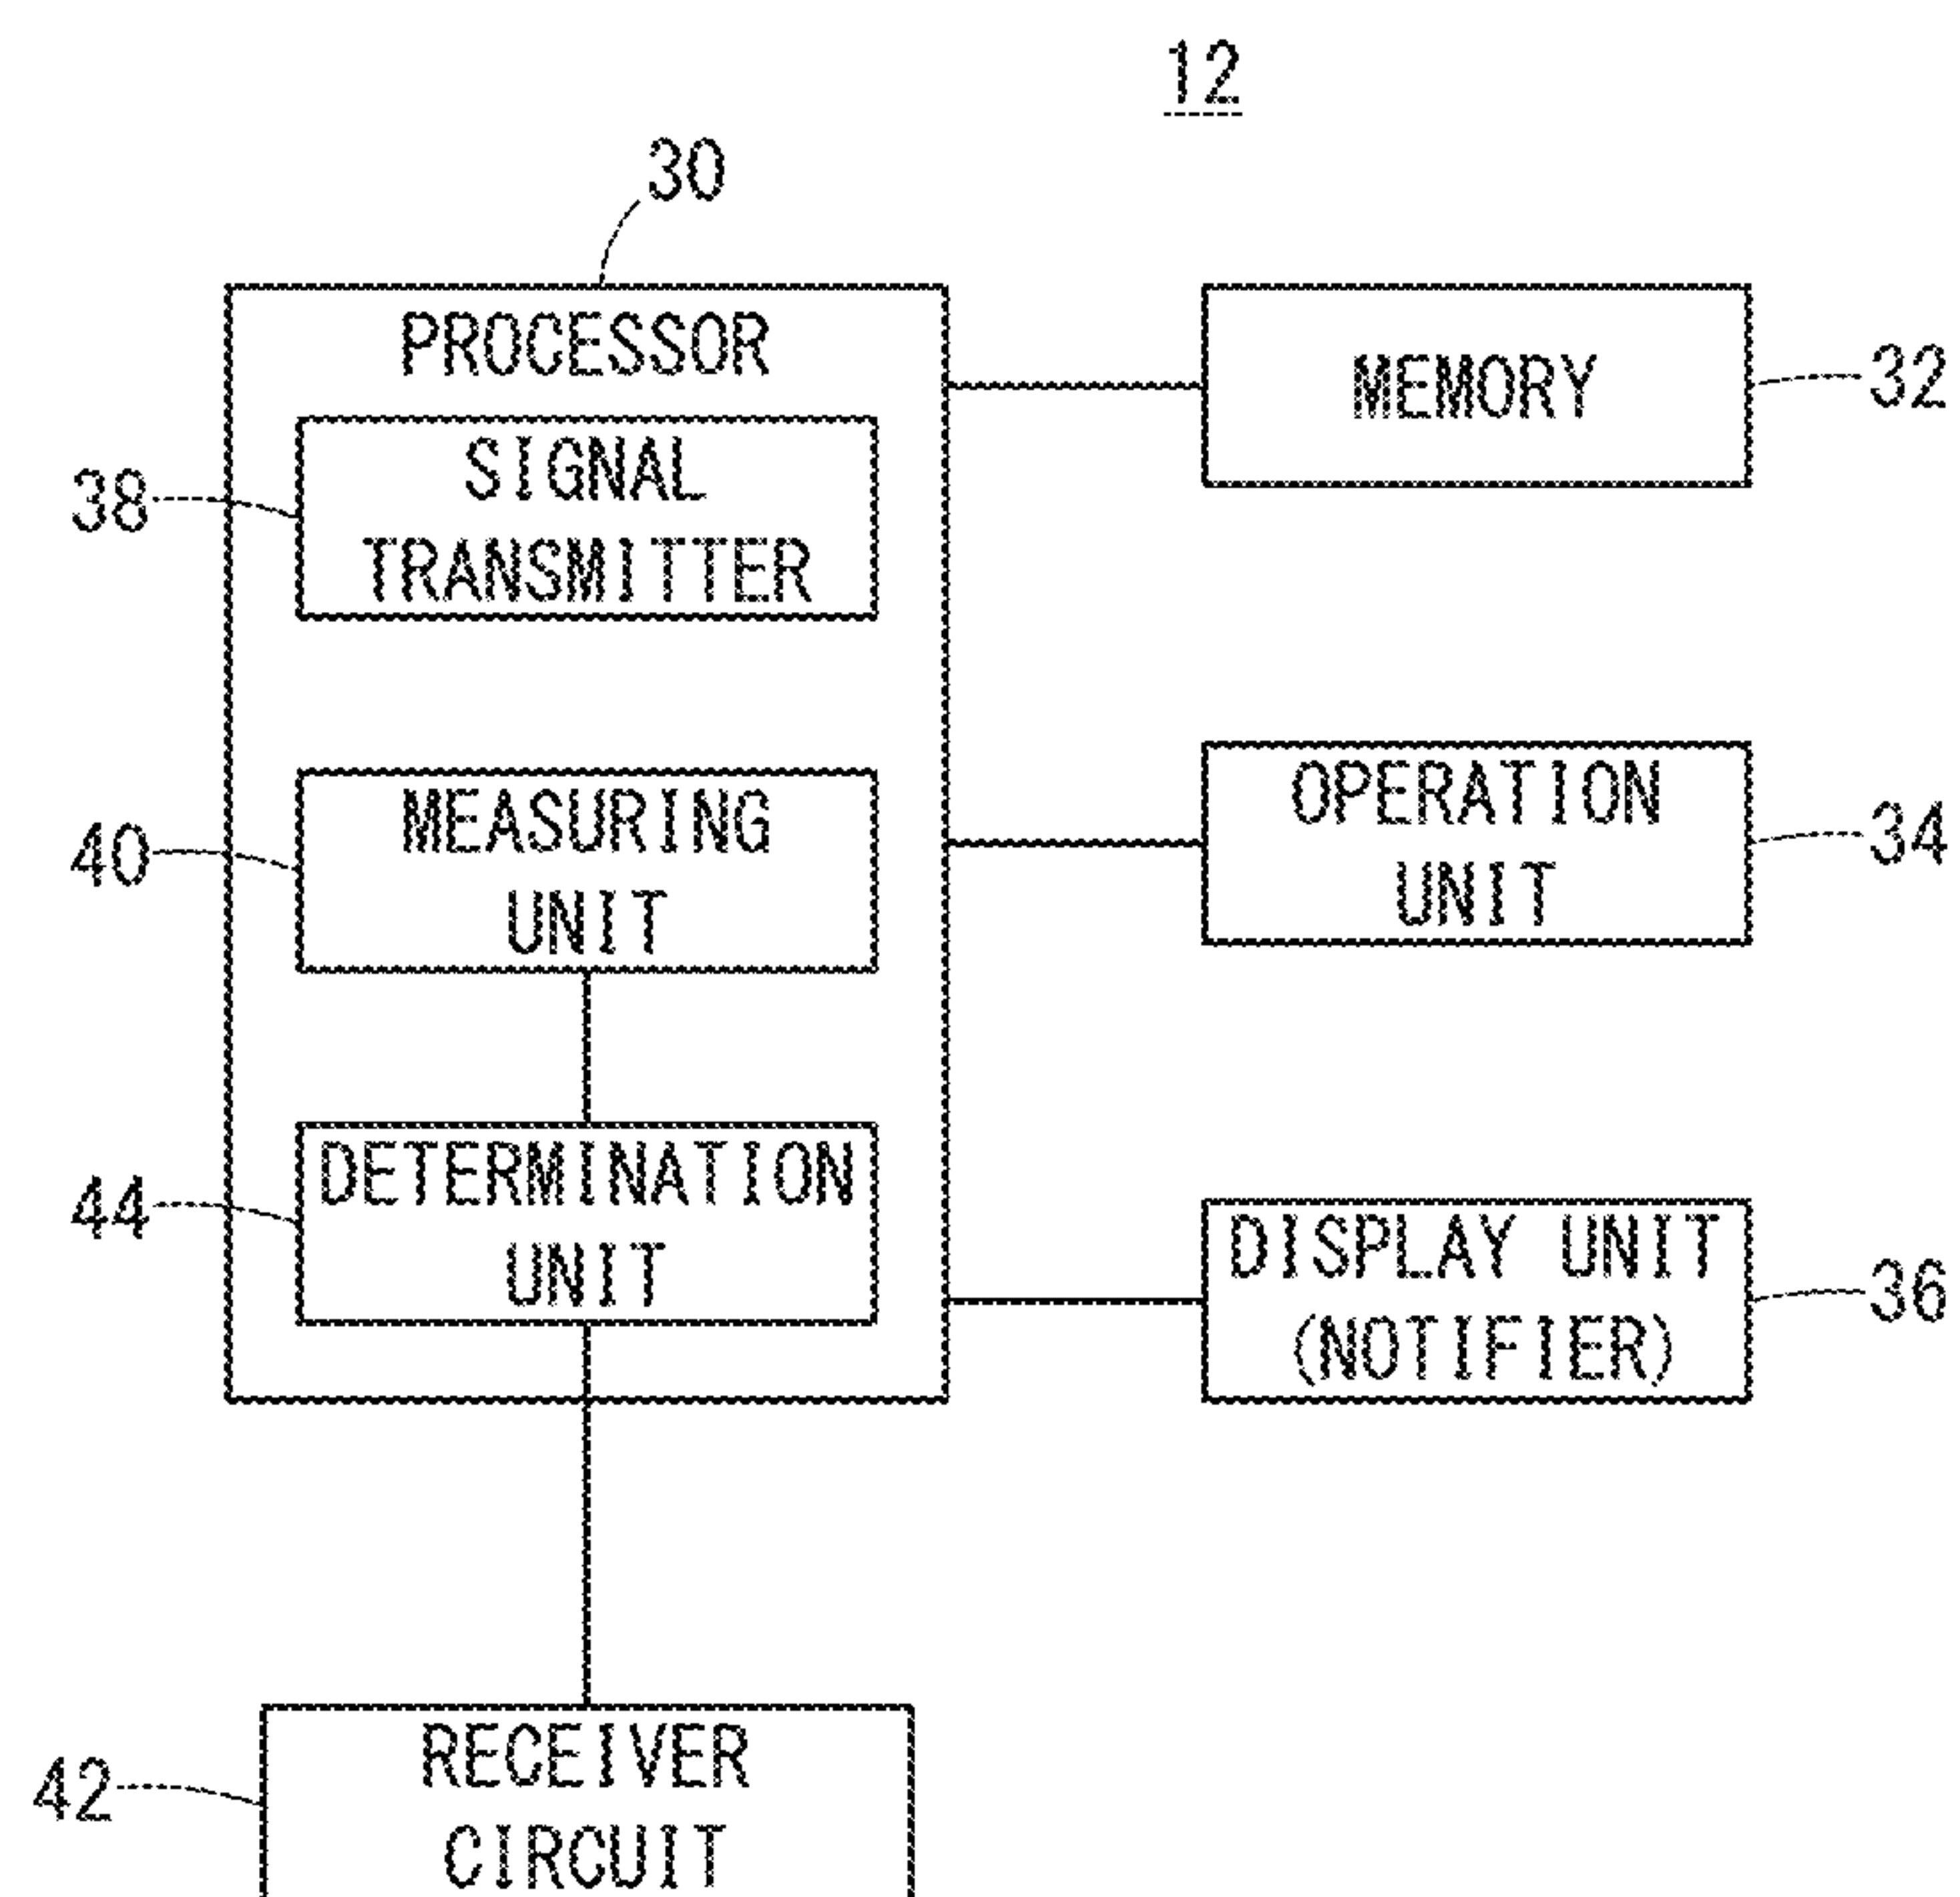 12
30
PROCESSOR
MEMORY
32
38
SIGNAL
TRANSMITTER
40
MEASURING
UNIT
OPERATION
UNIT
34
44
DETERMINATION
UNIT
DISPLAY UNIT
(NOTIFIER)
36
42
RECEIVER
CIRCUIT